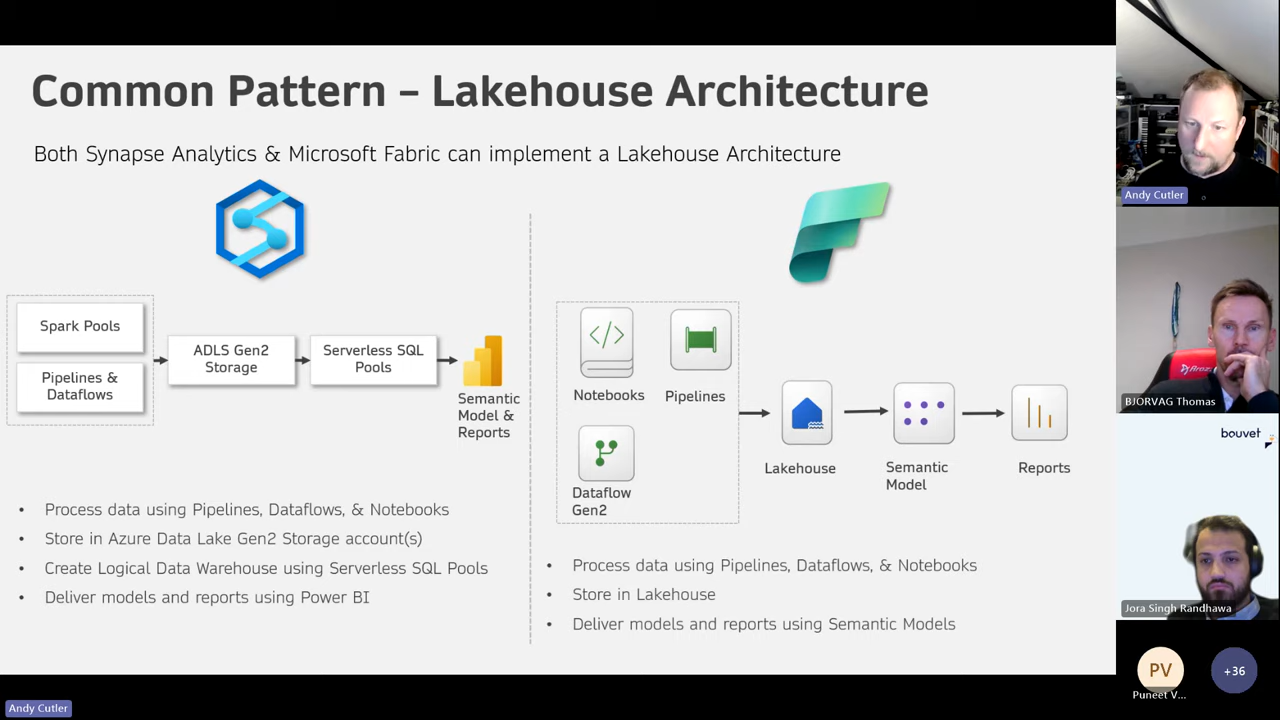 Common Pattern – Lakehouse Architecture
Both Synapse Analytics & Microsoft Fabric can implement a Lakehouse Architecture
Spark Pools
Pipelines &
Dataflows
ADLS Gen2
Storage
Serverless SQL
Pools
Semantic
Model &
Reports
• Process data using Pipelines, Dataflows, & Notebooks
• Store in Azure Data Lake Gen2 Storage account(s)
• Create Logical Data Warehouse using Serverless SQL Pools
• Deliver models and reports using Power BI
Notebooks
Pipelines
Dataflow
Gen2
Lakehouse
Semantic
Model
Reports
• Process data using Pipelines, Dataflows, & Notebooks
• Store in Lakehouse
• Deliver models and reports using Semantic Models
Andy Cutler
BJORVAG Thomas
bouvet
Jora Singh Randhawa
PV
Puneet V...
+36
Andy Cutler